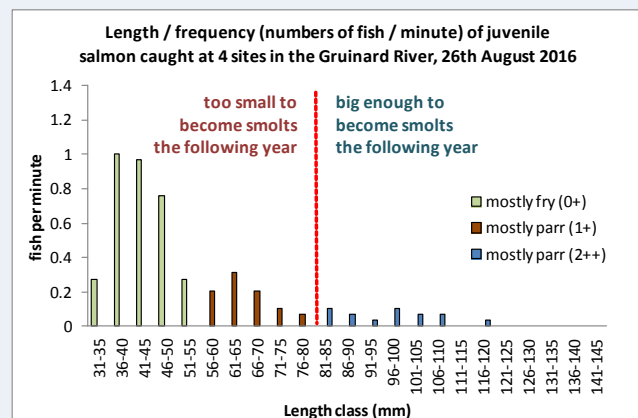 Length / frequency (numbers of fish / minute) of juvenile
salmon caught at 4 sites in the Gruinard River, 26th August 2016
1.4
1.2
1
0.8
0.6
0.4
0.2
0
fish per minute
too small to
become smolts
the following year
big enough to
become smolts
the following year
mostly fry (0+)
mostly parr (1+)
mostly parr (2++)
31-35
36-40
41-45
46-50
51-55
56-60
61-65
66-70
71-75
76-80
81-85
86-90
91-95
96-100
101-105
106-110
111-115
116-120
121-125
126-130
131-135
136-140
141-145
Length class (mm)